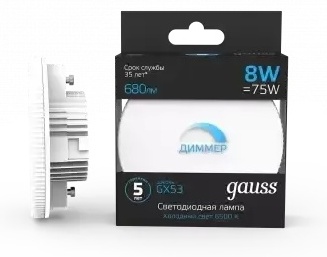 Срок службы
35 лет*
680лм
8W
=75W
ДИММЕР
5
лет
GX53
gauss
Светодиодная лампа
холодный свет 6500 К